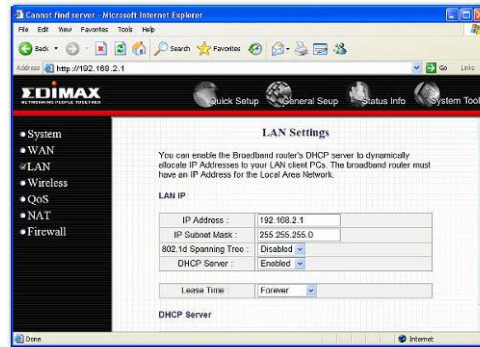 Cannot find server - Microsoft Internet Explorer
File Edit View Favorites Tools Help
Back Search Favorites
Address http://192.168.2.1 Go Links
EDIMAX
NETWORKING PEOPLE TOGETHER
Quick Setup General Seup Status Info System Tool
System
WAN
LAN
Wireless
QoS
NAT
Firewall
LAN Settings
You can enable the Broadband router's DHCP server to dynamically
allocate IP Addresses to your LAN client PCs. The broadband router must
have an IP Address for the Local Area Network.
LAN IP
IP Address : 192.168.2.1
IP Subnet Mask : 255.255.255.0
802.1d Spanning Tree : Disabled
DHCP Server : Enabled
Lease Time : Forever
DHCP Server
Done Internet